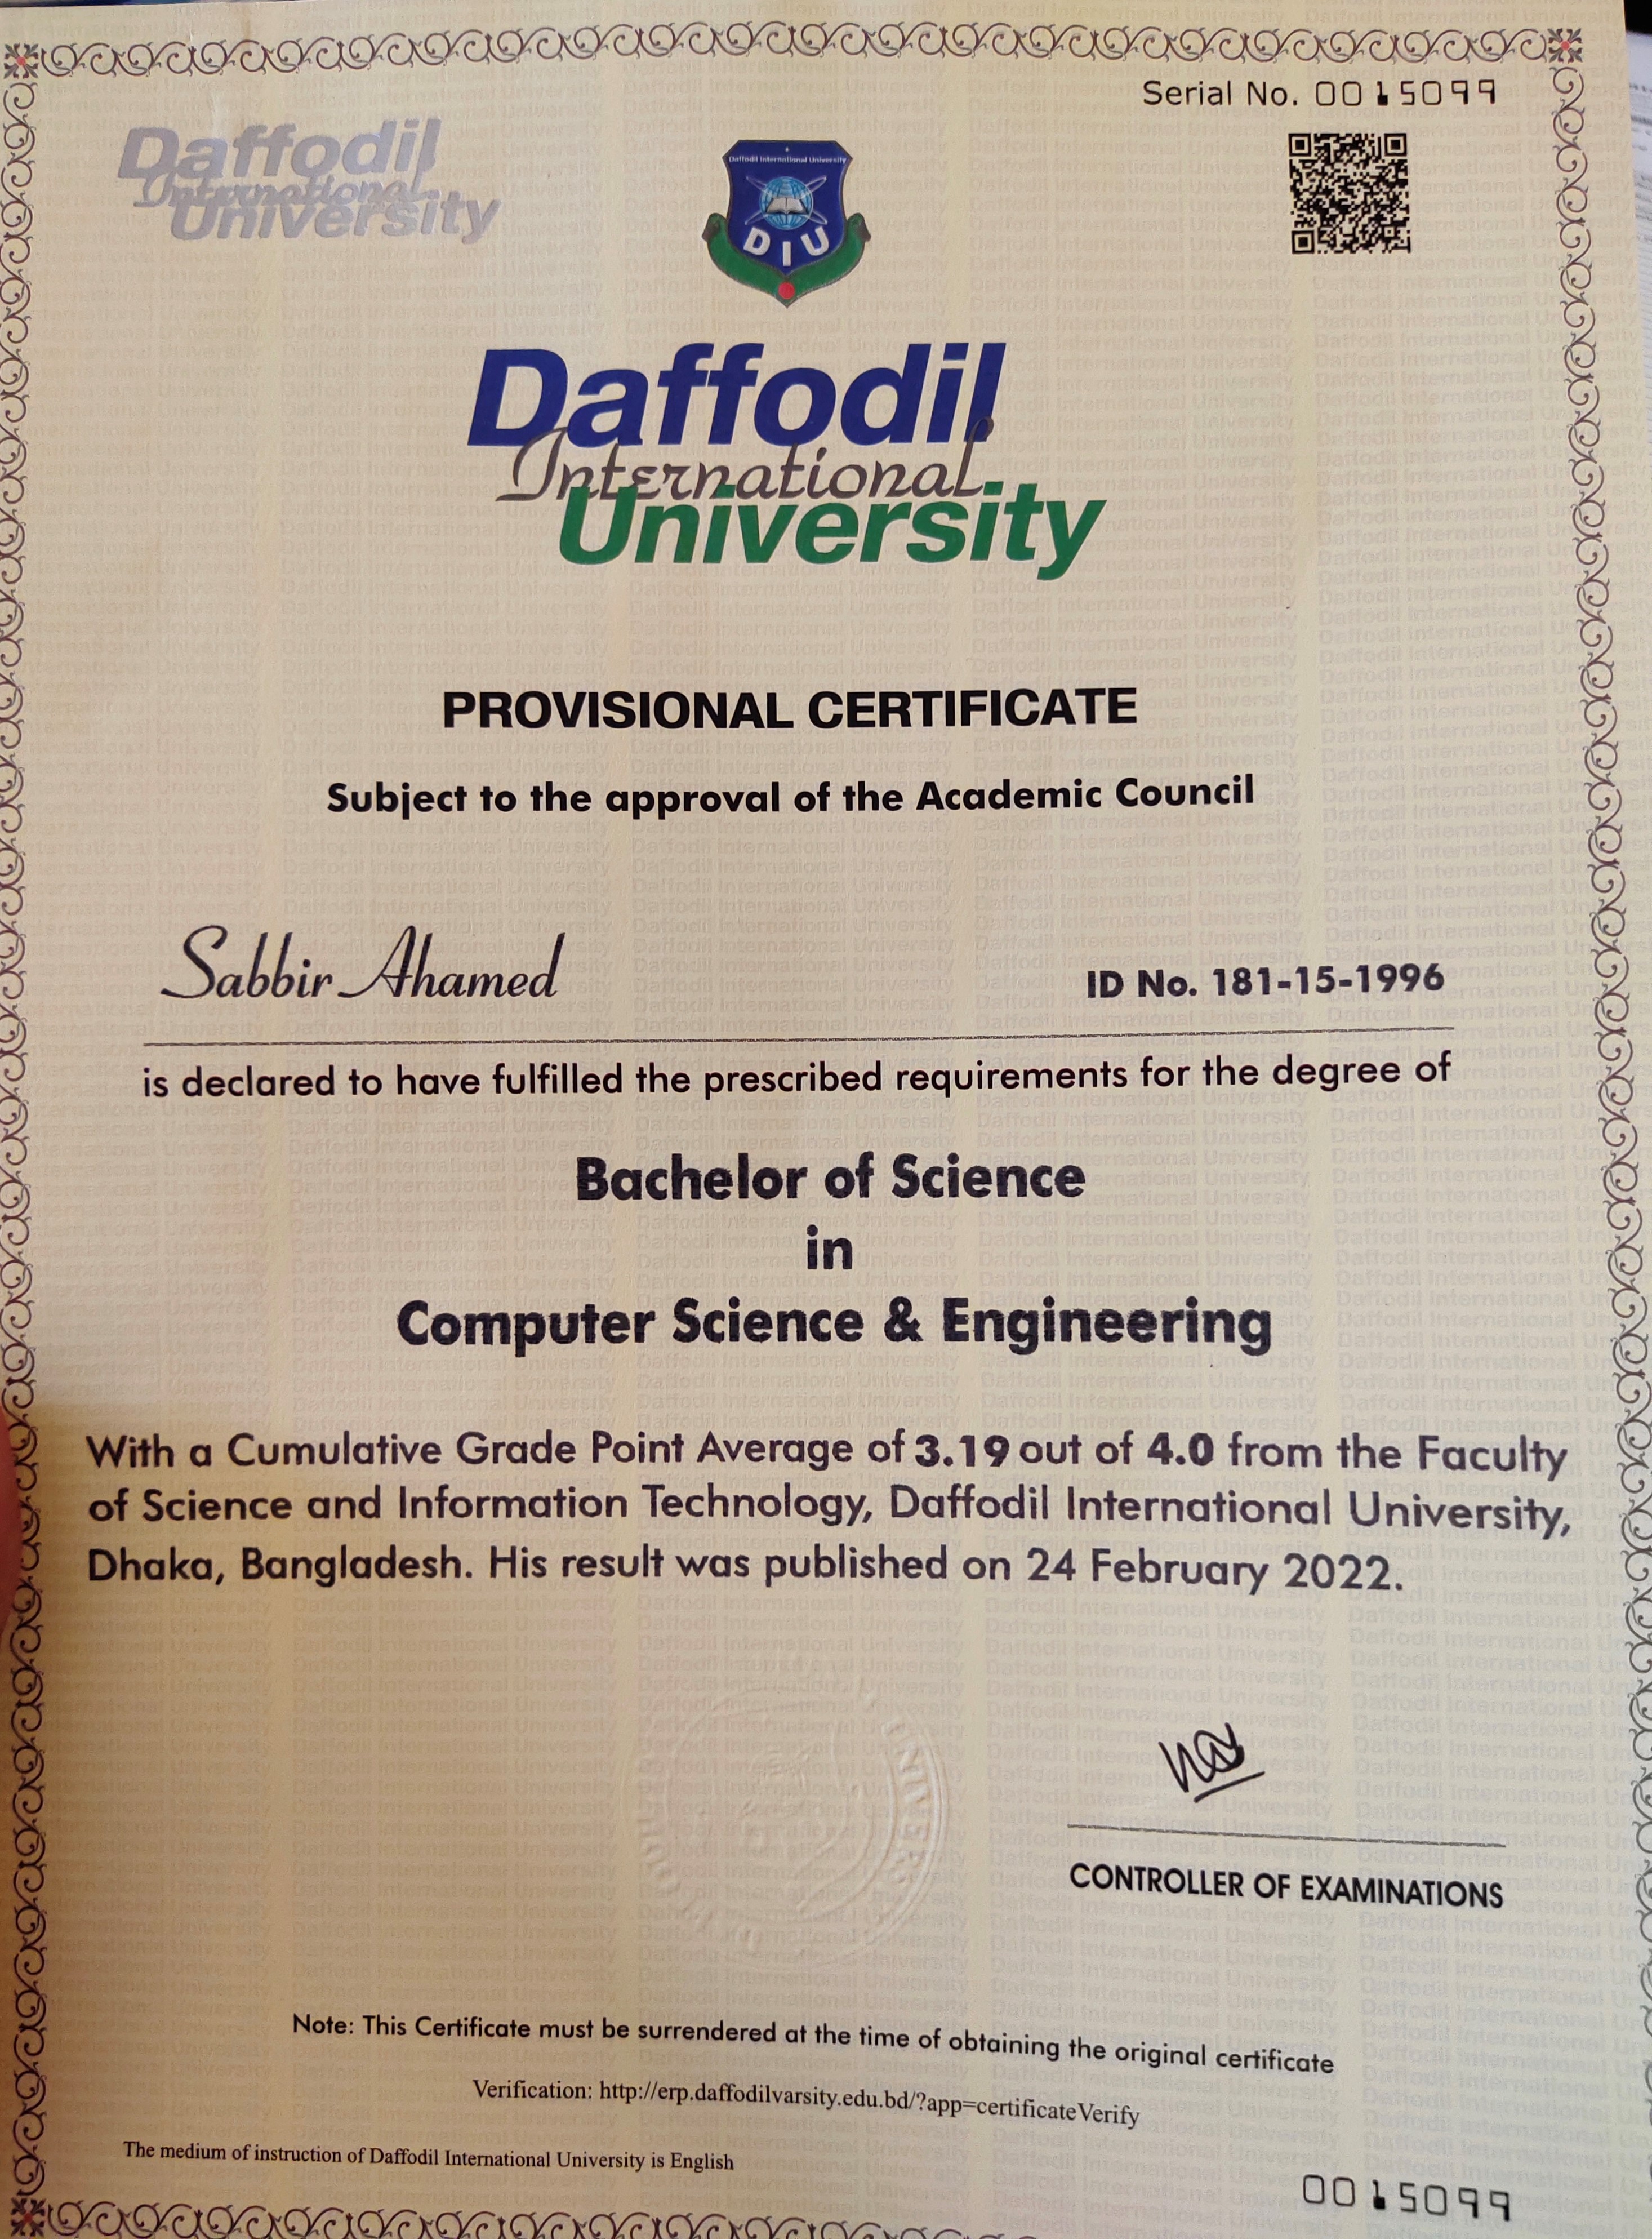 Serial No. 0015099
Daffodil
International
University
Daffodil International University
DIU
Daffodil
International
University
PROVISIONAL CERTIFICATE
Subject to the approval of the Academic Council
Sabbir Ahamed
ID No. 181-15-1996
is declared to have fulfilled the prescribed requirements for the degree of
Bachelor of Science
in
Computer Science & Engineering
With a Cumulative Grade Point Average of 3.19 out of 4.0 from the Faculty
of Science and Information Technology, Daffodil International University,
Dhaka, Bangladesh. His result was published on 24 February 2022.
CONTROLLER OF EXAMINATIONS
Note: This Certificate must be surrendered at the time of obtaining the original certificate
Verification: http://erp.daffodilvarsity.edu.bd/?app=certificateVerify
The medium of instruction of Daffodil International University is English
0015099